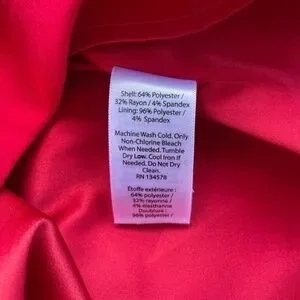 Shell: 64% Polyester /
32% Rayon / 4% Spandex
Lining: 96% Polyester /
4% Spandex
Machine Wash Cold. Only
Non-Chlorine Bleach
When Needed. Tumble
Dry Low. Cool Iron if
Needed. Do Not Dry
Clean.
RN 134578
Étoffe extérieure :
64% polyester /
32% rayonne /
4% élasthanne
Doublure :
96% polyester /